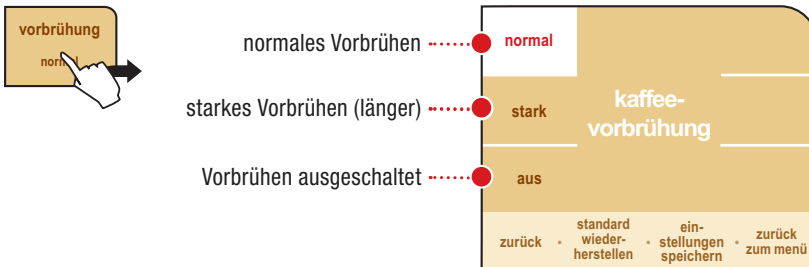 vorbrühung
normal
normales Vorbrühen
starkes Vorbrühen (länger)
Vorbrühen ausgeschaltet
normal
stark
aus
kaffee-
vorbrühung
zurück
standard
wieder-
herstellen
ein-
stellungen
speichern
zurück
zum menü